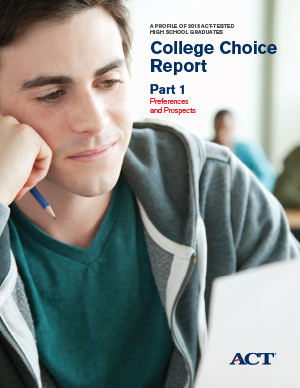 A PROFILE OF 2013 ACT-TESTED
HIGH SCHOOL GRADUATES
College Choice
Report
Part 1
Preferences
and Prospects
ACT®